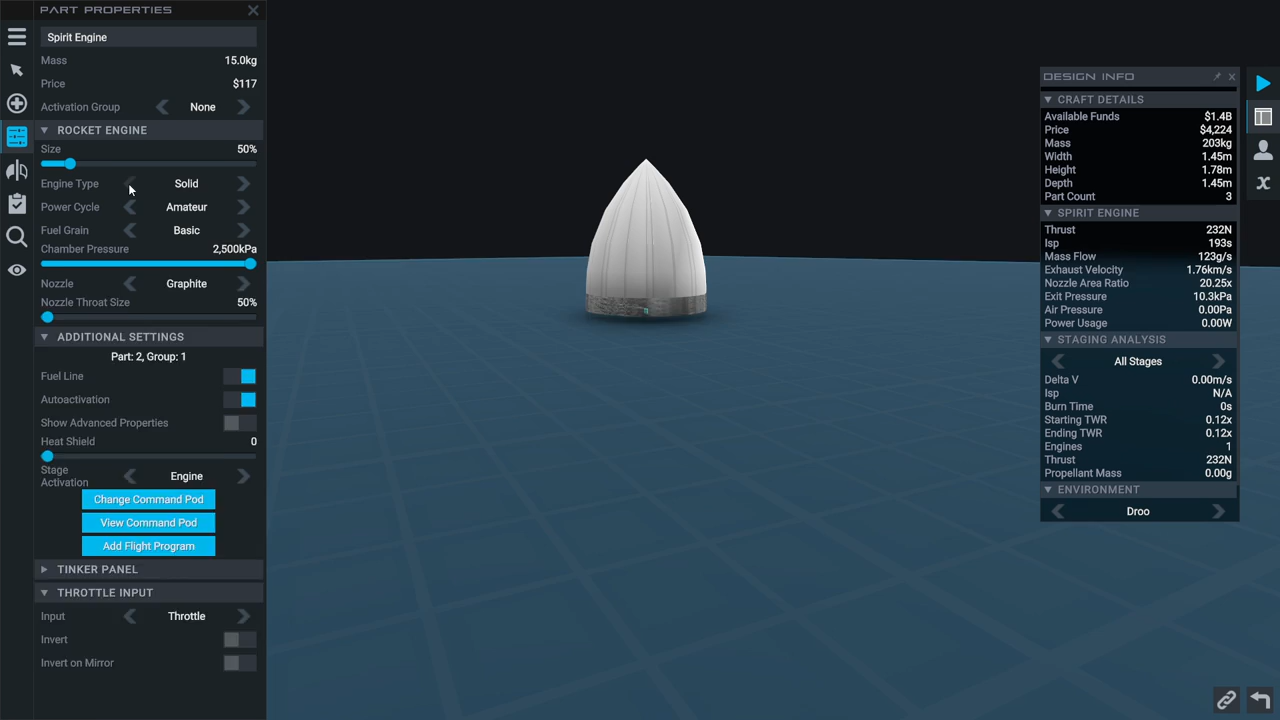 PART PROPERTIES
Spirit Engine
Mass 15.0kg
Price $117
Activation Group None
ROCKET ENGINE
Size 50%
Engine Type Solid
Power Cycle Amateur
Fuel Grain Basic
Chamber Pressure 2,500kPa
Nozzle Graphite
Nozzle Throat Size 50%
ADDITIONAL SETTINGS
Part: 2, Group: 1
Fuel Line
Autoactivation
Show Advanced Properties
Heat Shield 0
Stage Activation Engine
Change Command Pod
View Command Pod
Add Flight Program
TINKER PANEL
THROTTLE INPUT
Input Throttle
Invert
Invert on Mirror
DESIGN INFO
CRAFT DETAILS
Available Funds $1.4B
Price $4,224
Mass 203kg
Width 1.45m
Height 1.78m
Depth 1.45m
Part Count 3
SPIRIT ENGINE
Thrust 232N
Isp 193s
Mass Flow 123g/s
Exhaust Velocity 1.76km/s
Nozzle Area Ratio 20.25x
Exit Pressure 10.3kPa
Air Pressure 0.00Pa
Power Usage 0.00W
STAGING ANALYSIS
All Stages
Delta V 0.00m/s
Isp N/A
Burn Time 0s
Starting TWR 0.12x
Ending TWR 0.12x
Engines 1
Thrust 232N
Propellant Mass 0.00g
ENVIRONMENT
Droo